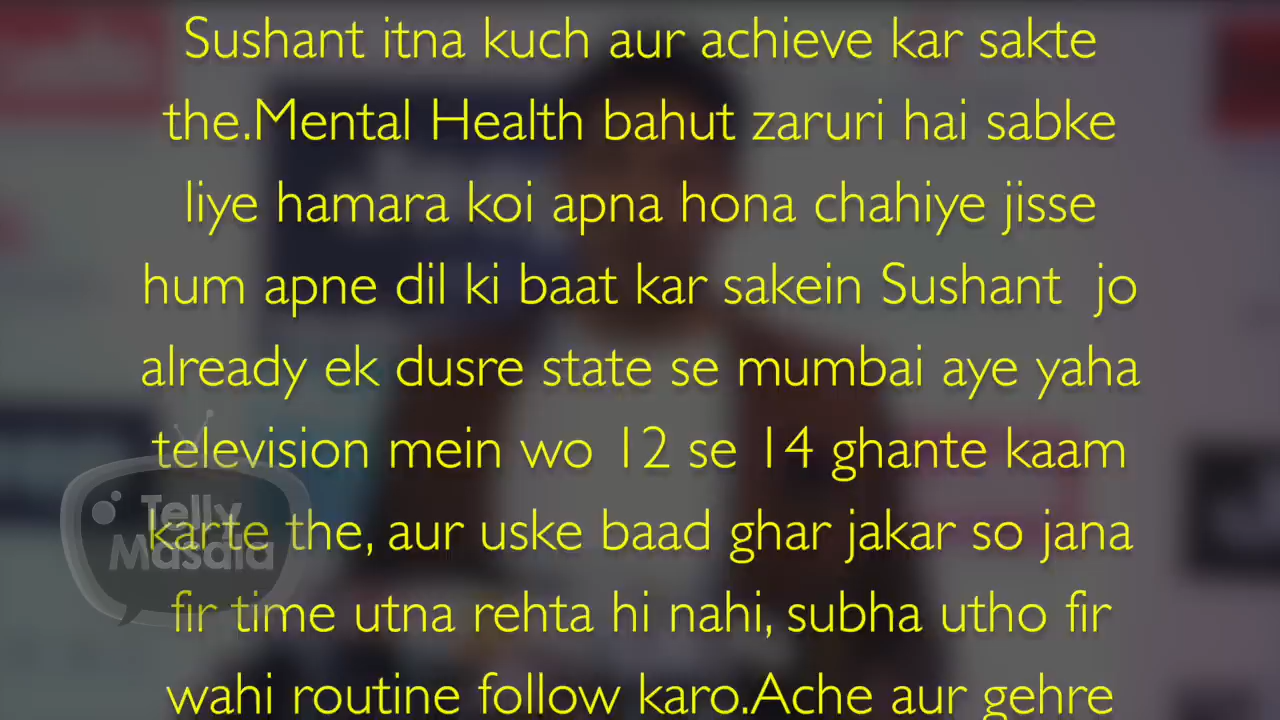 Sushant itna kuch aur achieve kar sakte
the.Mental Health bahut zaruri hai sabke
liye hamara koi apna hona chahiye jisse
hum apne dil ki baat kar sakein Sushant  jo
already ek dusre state se mumbai aye yaha
television mein wo 12 se 14 ghante kaam
Telly
karte the, aur uske baad ghar jakar so jana
Masala
fir time utna rehta hi nahi, subha utho fir
wahi routine follow karo.Ache aur gehre